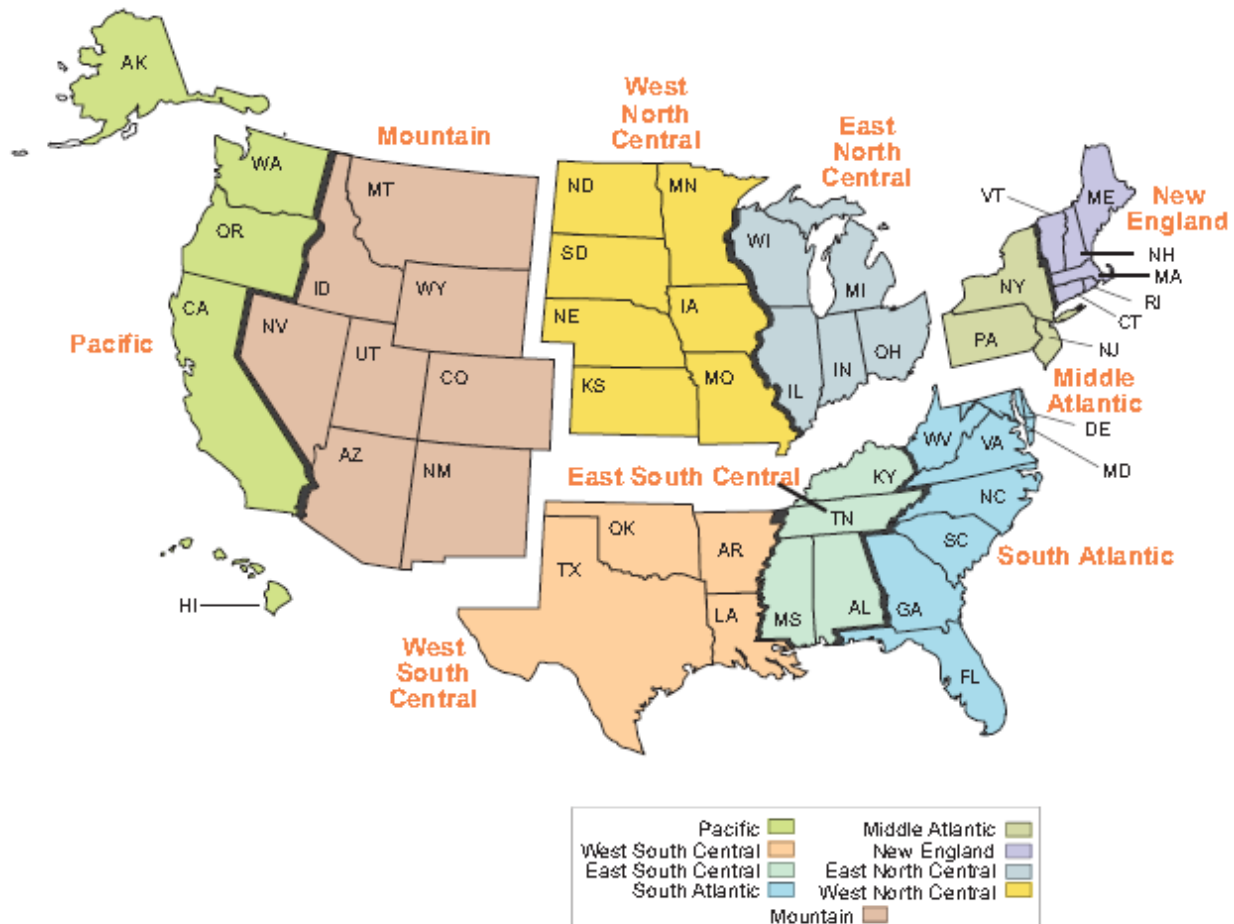 AK
West
North
Central
Mountain
East
North
Central
WA
MT
ND
MN
VT
ME
New
England
OR
WI
NH
SD
MA
ID
WY
MI
NY
RI
CA
IA
CT
NV
NE
Pacific
UT
PA
NJ
OH
IN
CO
KS
MO
IL
Middle
Atlantic
DE
WV
VA
AZ
NM
MD
East South Central
KY
NC
TN
OK
AR
SC
South Atlantic
TX
HI
LA
MS
AL
GA
West
South
Central
FL
Pacific
Middle Atlantic
West South Central
New England
East South Central
East North Central
South Atlantic
West North Central
Mountain